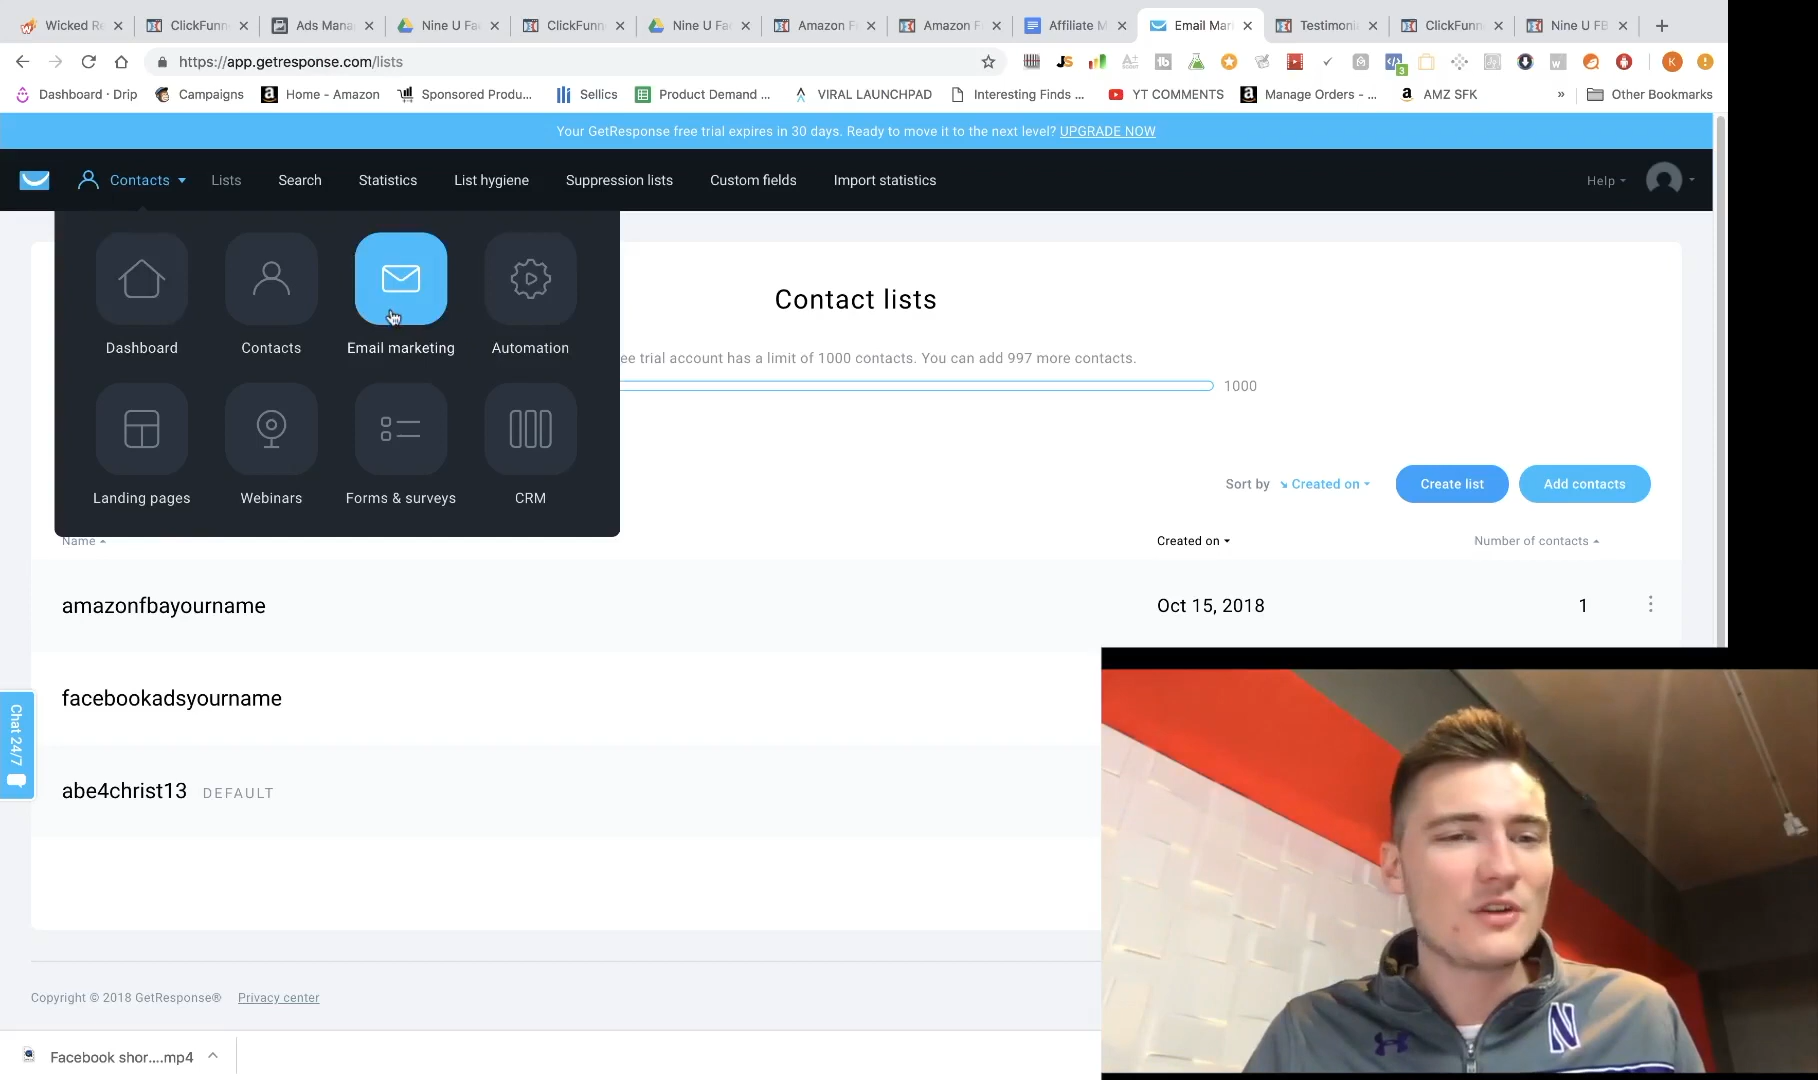 Wicked Re
ClickFunn
Ads Mana
Nine U Fa
ClickFunn
Nine U Fa
Amazon F
Amazon F
Affiliate M
Email Mar
Testimoni
ClickFunn
Nine U FB
https://app.getresponse.com/lists
Dashboard · Drip
Campaigns
Home - Amazon
Sponsored Produ...
Sellics
Product Demand ...
VIRAL LAUNCHPAD
Interesting Finds ...
YT COMMENTS
Manage Orders - ...
AMZ SFK
»
Other Bookmarks
Your GetResponse free trial expires in 30 days. Ready to move it to the next level? UPGRADE NOW
Contacts
Lists
Search
Statistics
List hygiene
Suppression lists
Custom fields
Import statistics
Help
Dashboard
Contacts
Email marketing
Automation
Landing pages
Webinars
Forms & surveys
CRM
Contact lists
ee trial account has a limit of 1000 contacts. You can add 997 more contacts.
1000
Sort by
Created on
Create list
Add contacts
Name
Created on
Number of contacts
amazonfbayourname
Oct 15, 2018
1
facebookadsyourname
abe4christ13 DEFAULT
Chat 24/7
Copyright © 2018 GetResponse®
Privacy center
Facebook shor....mp4
N